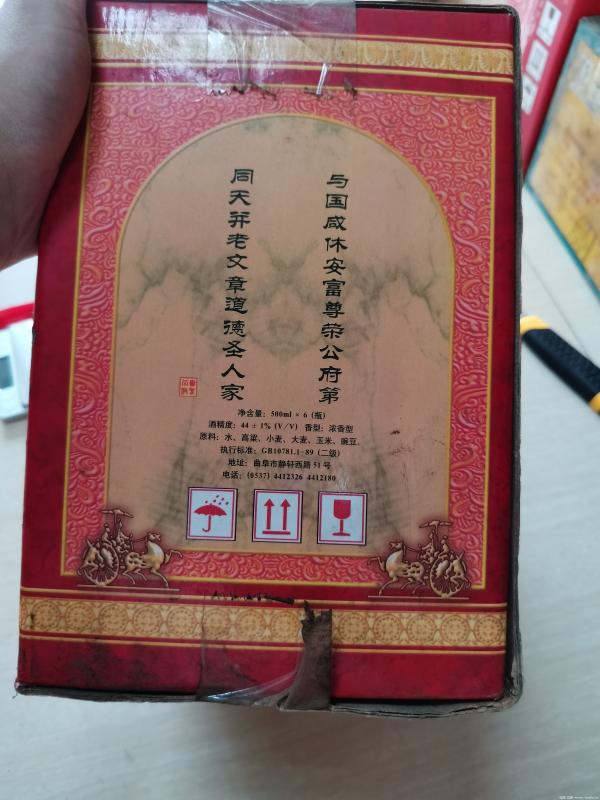 与国咸休安富尊荣公府第
同天并老文章道德圣人家
净含量：500ml × 6 (瓶)
酒精度：44 ± 1% (V/V) 香型：浓香型
原料：水、高粱、小麦、大麦、玉米、豌豆
执行标准：GB10781.1-89 (二级)
地址：曲阜市静轩西路51号
电话：(0537) 4412326 4412180